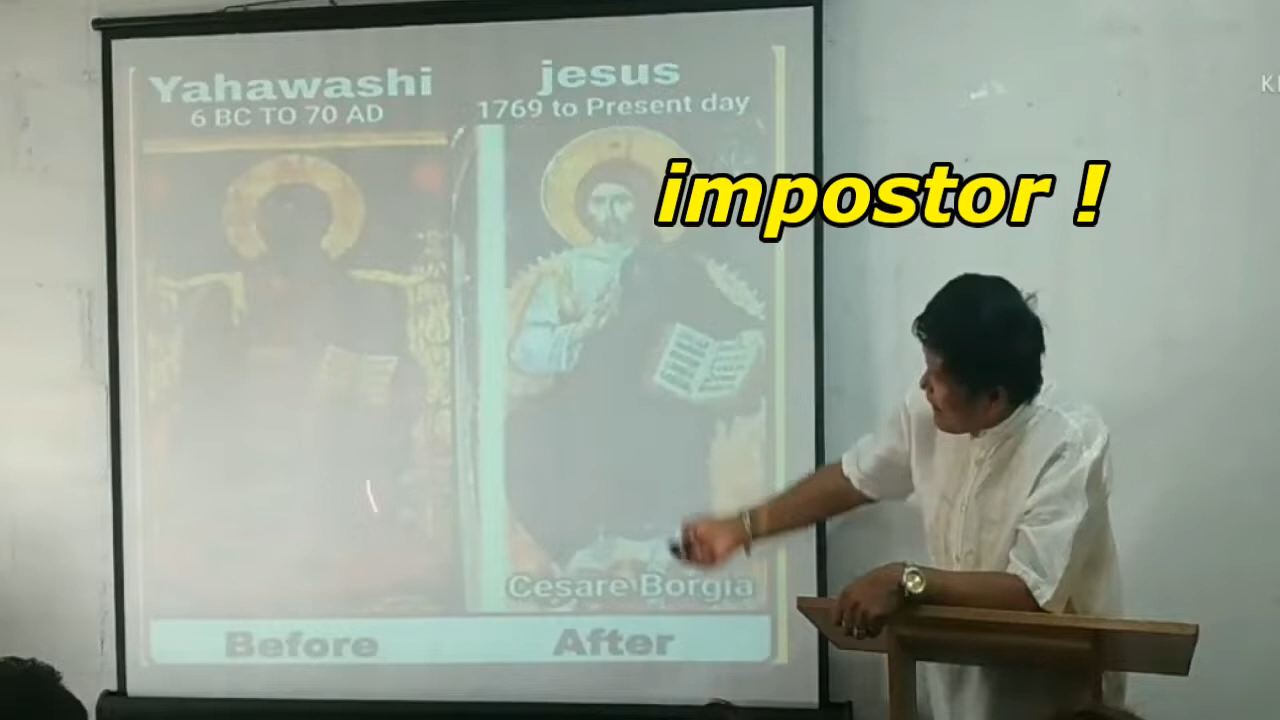 Yahawashi
6 BC TO 70 AD
jesus
1769 to Present day
impostor !
Cesare Borgia
Before
After